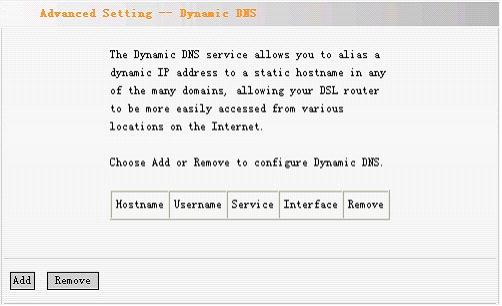 Advanced Setting -- Dynamic DNS
The Dynamic DNS service allows you to alias a
dynamic IP address to a static hostname in any
of the many domains, allowing your DSL router
to be more easily accessed from various
locations on the Internet.
Choose Add or Remove to configure Dynamic DNS.
Hostname Username Service Interface Remove
Add Remove